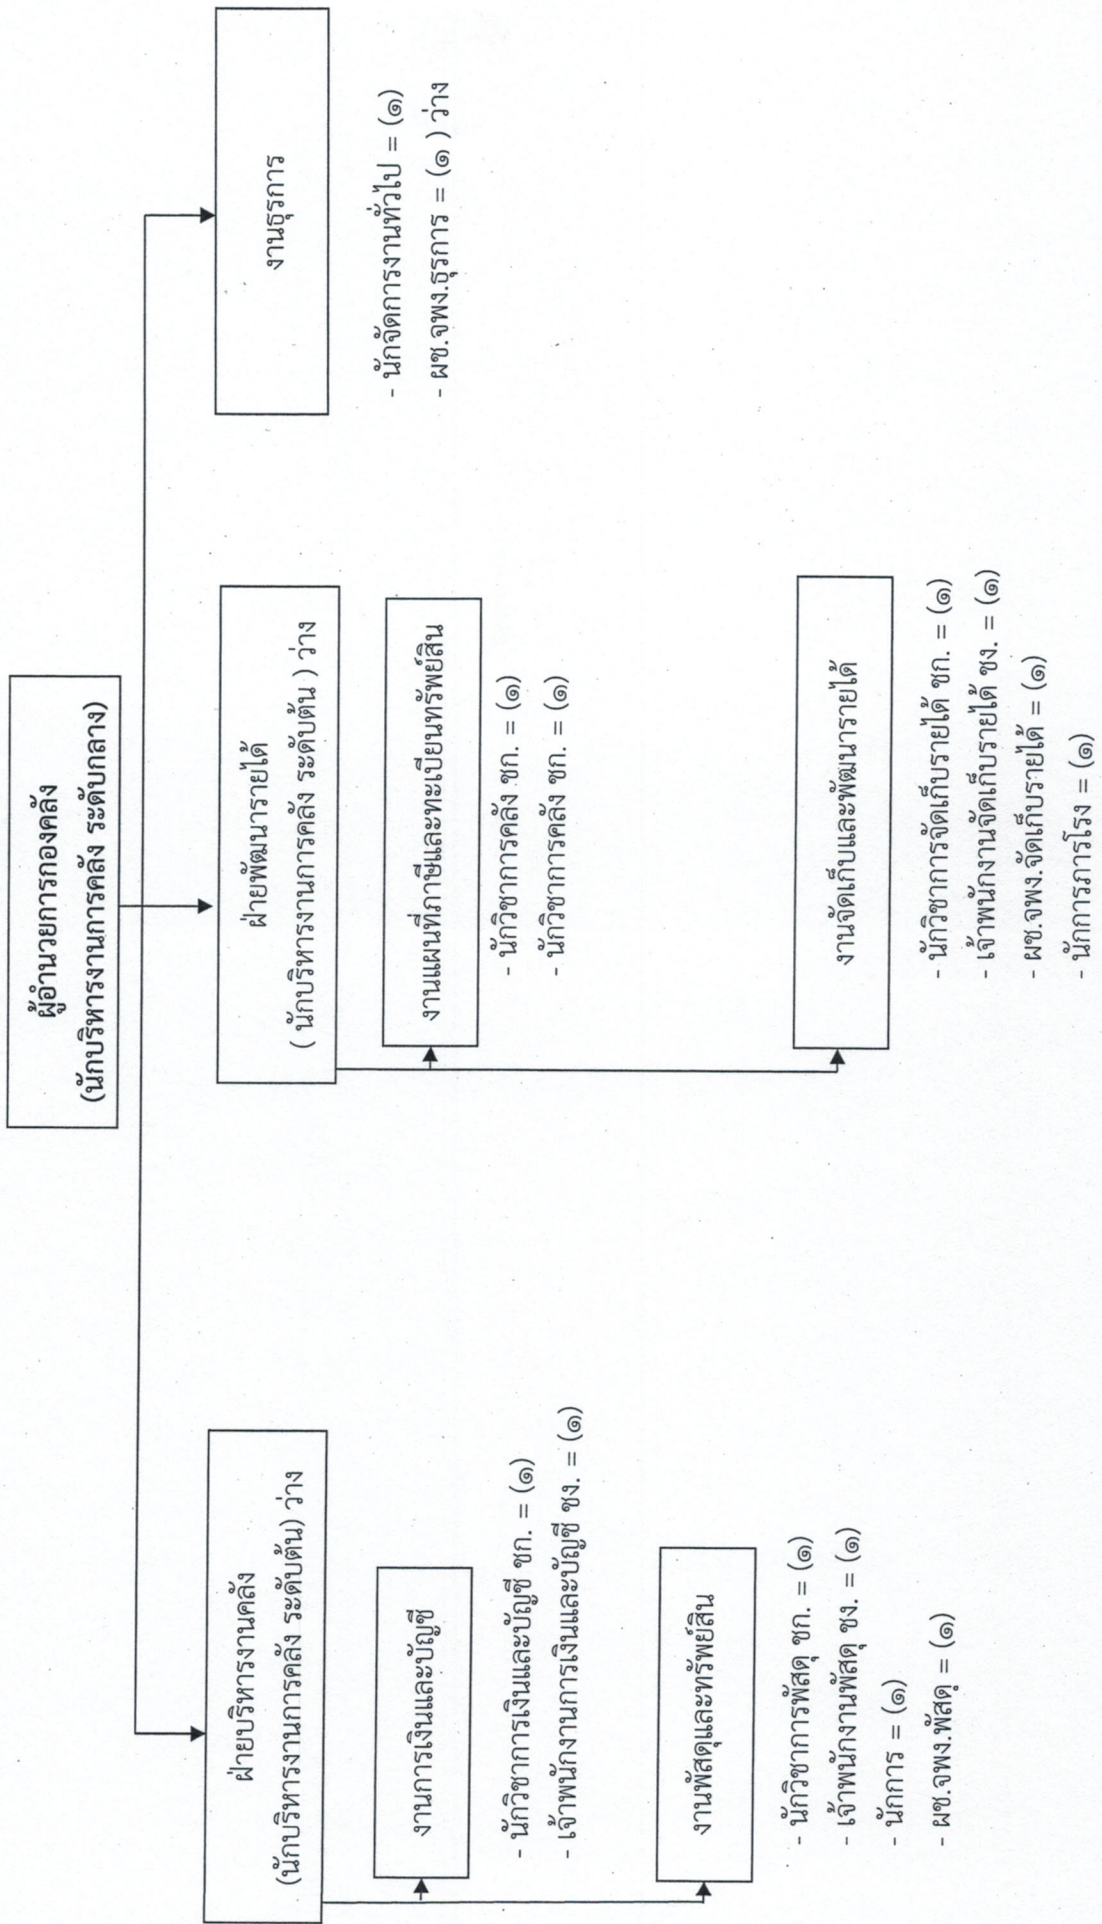 ผู้อำนวยการกองคลัง
(นักบริหารงานการคลัง ระดับกลาง)
ฝ่ายบริหารงานคลัง
(นักบริหารงานการคลัง ระดับต้น) ว่าง
งานการเงินและบัญชี
- นักวิชาการเงินและบัญชี ชก. = (๑)
- เจ้าพนักงานการเงินและบัญชี ชง. = (๑)
งานพัสดุและทรัพย์สิน
- นักวิชาการพัสดุ ชก. = (๑)
- เจ้าพนักงานพัสดุ ชง. = (๑)
- นักการ = (๑)
- ผช.จพง.พัสดุ = (๑)
ฝ่ายพัฒนารายได้
( นักบริหารงานการคลัง ระดับต้น ) ว่าง
งานแผนที่ภาษีและทะเบียนทรัพย์สิน
- นักวิชาการคลัง ชก. = (๑)
- นักวิชาการคลัง ชก. = (๑)
งานจัดเก็บและพัฒนารายได้
- นักวิชาการจัดเก็บรายได้ ชก. = (๑)
- เจ้าพนักงานจัดเก็บรายได้ ชง. = (๑)
- ผช.จพง.จัดเก็บรายได้ = (๑)
- นักการภารโรง = (๑)
งานธุรการ
- นักจัดการงานทั่วไป = (๑)
- ผช.จพง.ธุรการ = (๑ ) ว่าง